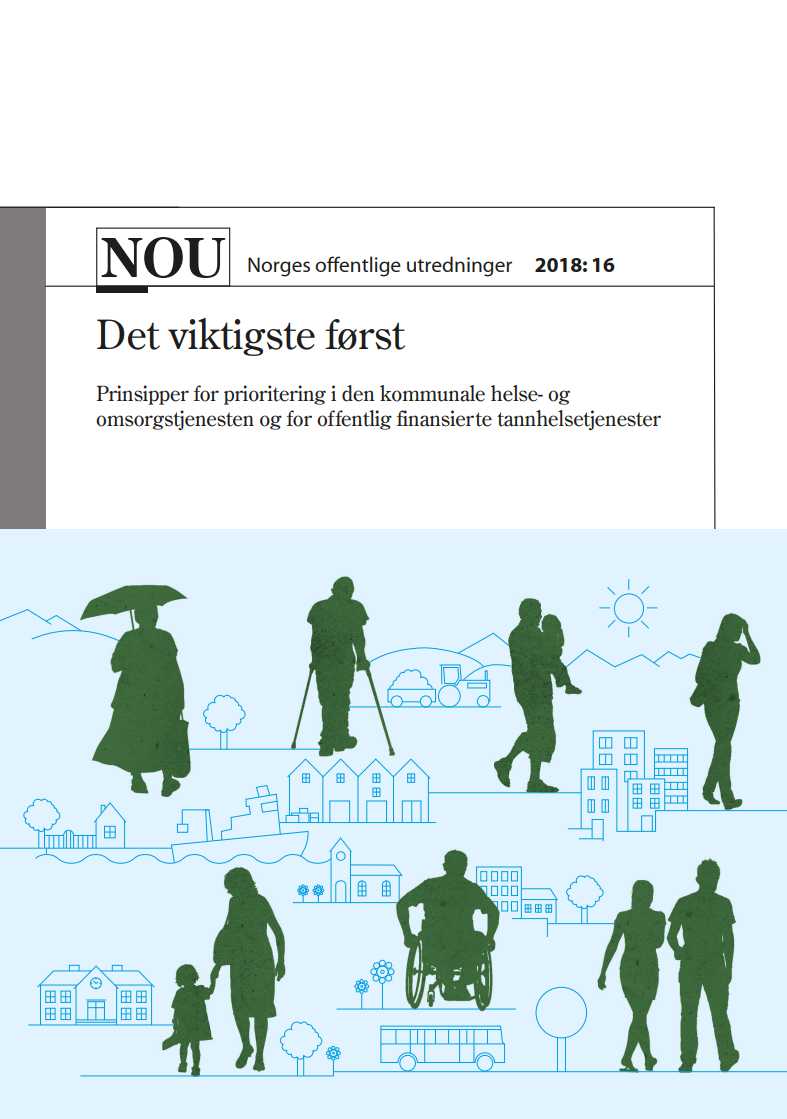 NOU Norges offentlige utredninger 2018: 16
Det viktigste først
Prinsipper for prioritering i den kommunale helse- og
omsorgstjenesten og for offentlig finansierte tannhelsetjenester